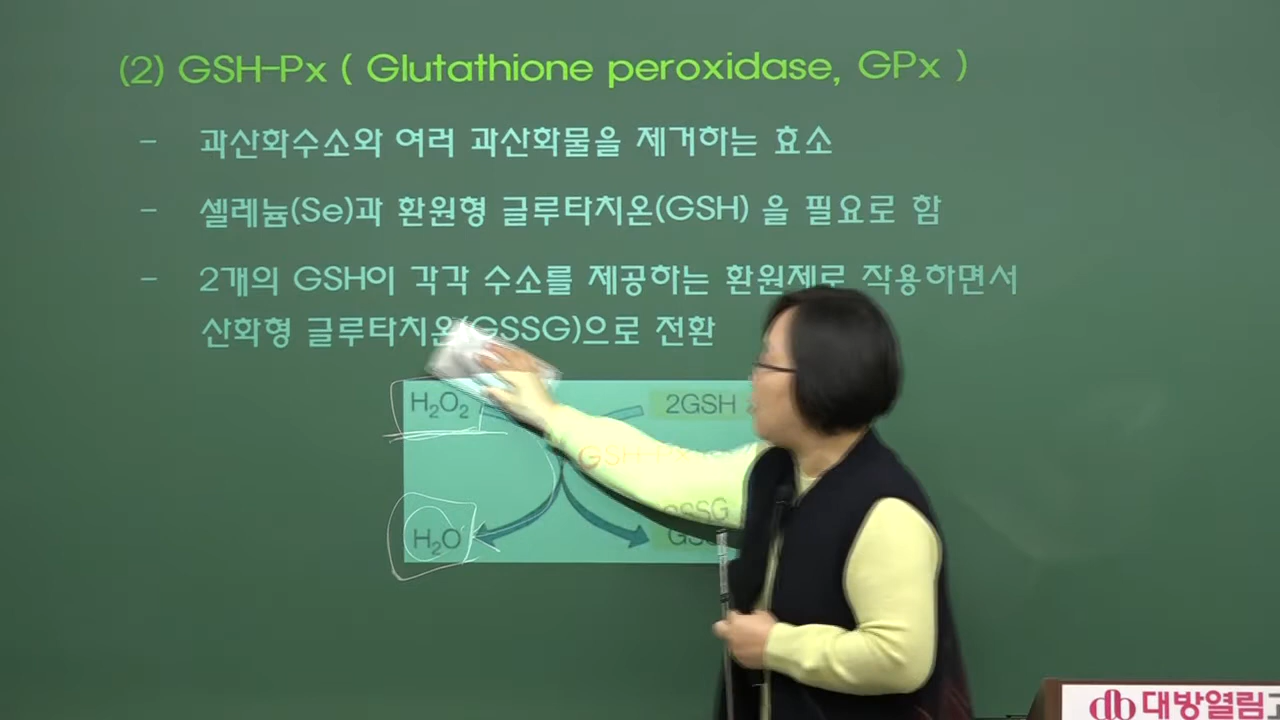 (2) GSH-Px ( Glutathione peroxidase, GPx )
- 과산화수소와 여러 과산화물을 제거하는 효소
- 셀레늄(Se)과 환원형 글루타치온(GSH) 을 필요로 함
- 2개의 GSH이 각각 수소를 제공하는 환원제로 작용하면서
산화형 글루타치온(GSSG)으로 전환
H₂O₂ 2GSH
GSH-Px
GSSG
H₂O
대방열림